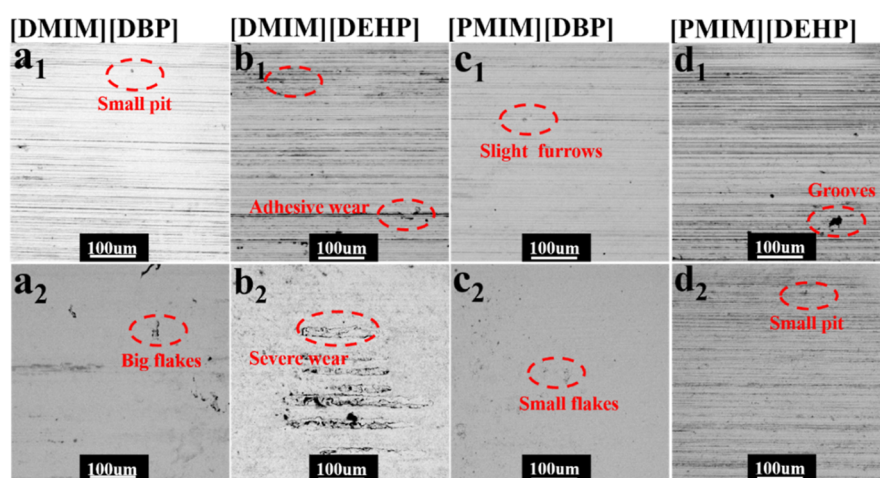 [DMIM][DBP] [DMIM][DEHP] [PMIM][DBP] [PMIM][DEHP]
a1 b1 c1 d1
Small pit
Slight furrows
Grooves
Adhesive wear
100um 100um 100um 100um
a2 b2 c2 d2
Small pit
Big flakes Severe wear
Small flakes
100um 100um 100um 100um